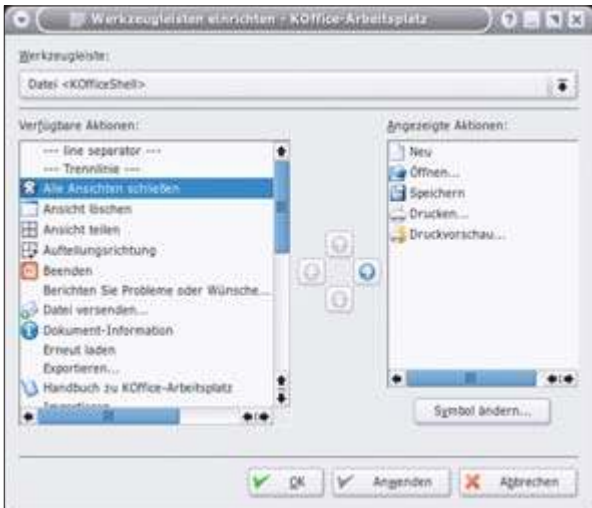 Werkzeugleisten einrichten - KOffice-Arbeitsplatz
Werkzeugleiste:
Datei <KOfficeShell>
Verfügbare Aktionen:
--- line separator ---
--- Trennlinie ---
Alle Ansichten schließen
Ansicht löschen
Ansicht teilen
Aufteilungsrichtung
Beenden
Berichten Sie Probleme oder Wünsche...
Datei versenden...
Dokument-Information
Erneut laden
Exportieren...
Handbuch zu KOffice-Arbeitsplatz
Angezeigte Aktionen:
Neu
Öffnen...
Speichern
Drucken...
Druckvorschau...
Symbol ändern...
OK
Anwenden
Abbrechen